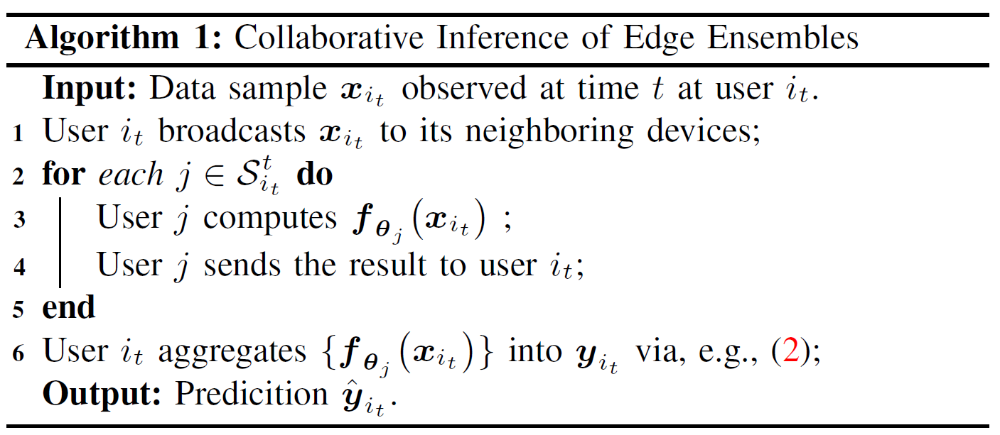 Algorithm 1: Collaborative Inference of Edge Ensembles
Input: Data sample $\boldsymbol{x}_{i_t}$ observed at time $t$ at user $i_t$.
1 User $i_t$ broadcasts $\boldsymbol{x}_{i_t}$ to its neighboring devices;
2 for each $j \in \mathcal{S}_{i_t}^t$ do
3 User $j$ computes $\boldsymbol{f}_{\boldsymbol{\theta}_j}(\boldsymbol{x}_{i_t})$ ;
4 User $j$ sends the result to user $i_t$;
5 end
6 User $i_t$ aggregates $\{\boldsymbol{f}_{\boldsymbol{\theta}_j}(\boldsymbol{x}_{i_t})\}$ into $\boldsymbol{y}_{i_t}$ via, e.g., (2);
Output: Predicition $\hat{\boldsymbol{y}}_{i_t}$.